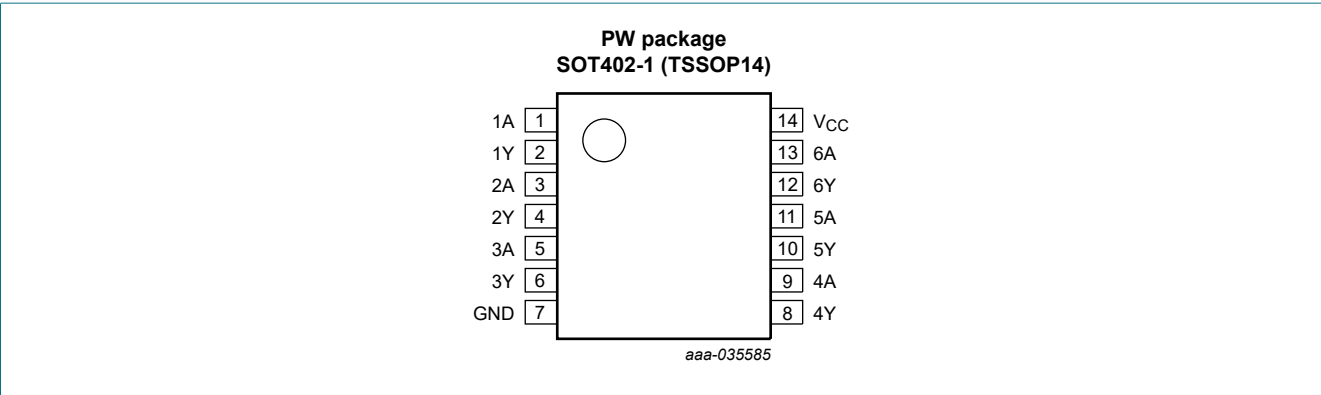 PW package
SOT402-1 (TSSOP14)
1A 1 14 VCC
1Y 2 13 6A
2A 3 12 6Y
2Y 4 11 5A
3A 5 10 5Y
3Y 6 9 4A
GND 7 8 4Y
aaa-035585